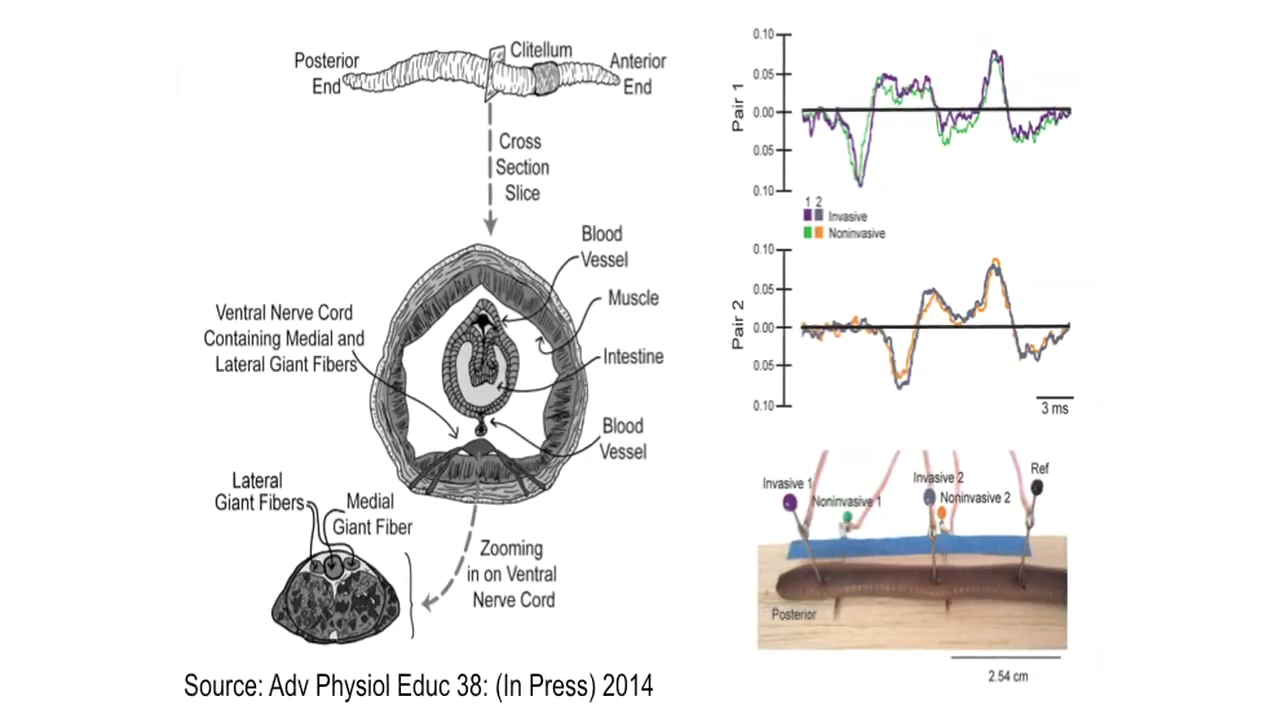 Posterior
End
Clitellum
Anterior
End
Cross
Section
Slice
Blood
Vessel
Muscle
Intestine
Blood
Vessel
Ventral Nerve Cord
Containing Medial and
Lateral Giant Fibers
Lateral
Giant Fibers
Medial
Giant Fiber
Zooming
in on Ventral
Nerve Cord
Source: Adv Physiol Educ 38: (In Press) 2014
Pair 1
0.10
0.05
0.00
0.05
0.10
1 2
Invasive
Noninvasive
Pair 2
0.10
0.05
0.00
0.05
0.10
3 ms
Invasive 1
Noninvasive 1
Invasive 2
Noninvasive 2
Ref
Posterior
2.54 cm